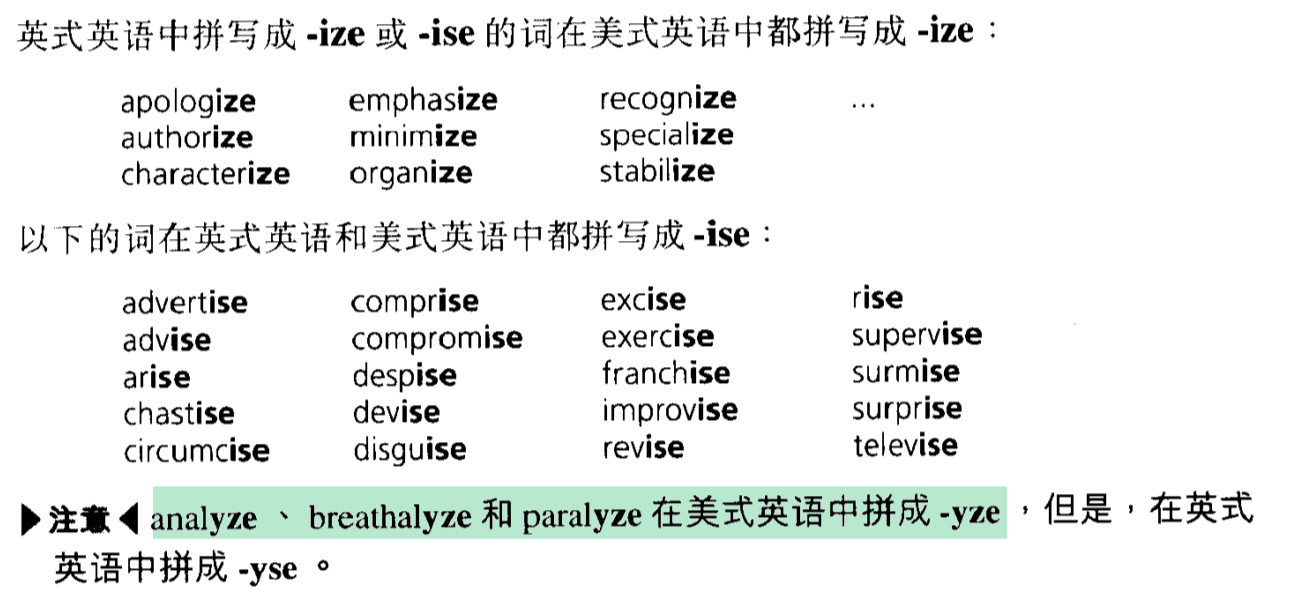 英式英语中拼写成 -ize 或 -ise 的词在美式英语中都拼写成 -ize：
apologize emphasize recognize ...
authorize minimize specialize
characterize organize stabilize
以下的词在英式英语和美式英语中都拼写成 -ise：
advertise comprise excise rise
advise compromise exercise supervise
arise despise franchise surmise
chastise devise improvise surprise
circumcise disguise revise televise
▶注意◀ analyze 、 breathalyze 和 paralyze 在美式英语中拼成 -yze ，但是，在英式
英语中拼成 -yse 。